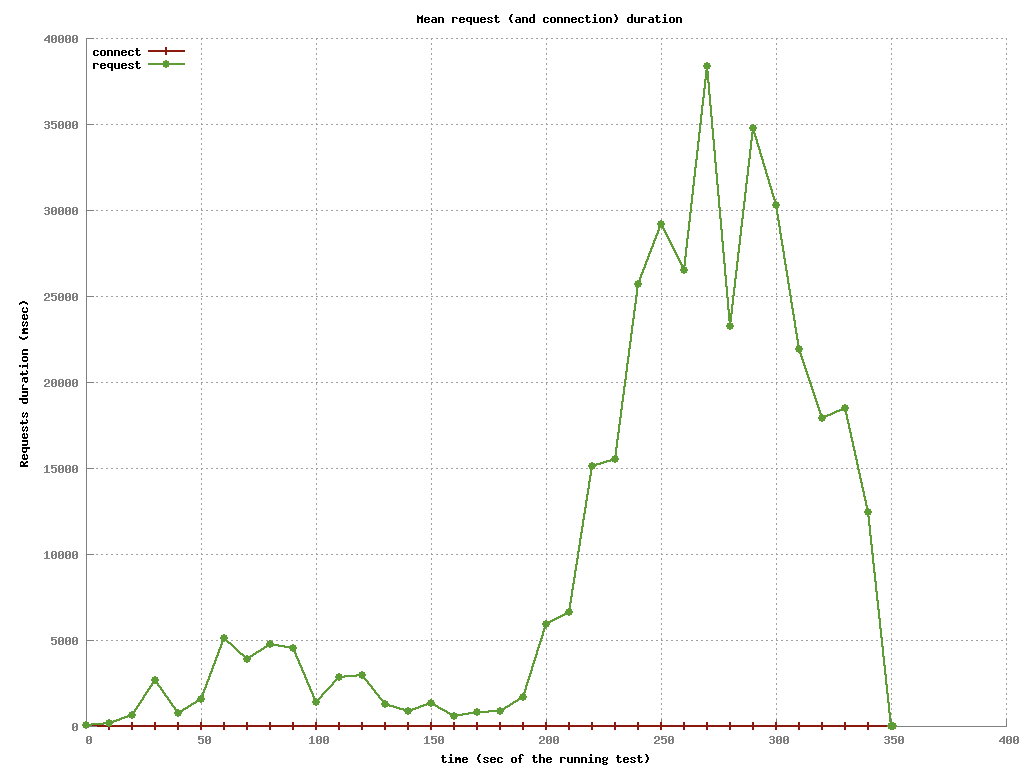 Mean request (and connection) duration
connect
request
40000
35000
30000
25000
20000
15000
10000
5000
0
Requests duration (msec)
0 50 100 150 200 250 300 350 400
time (sec of the running test)